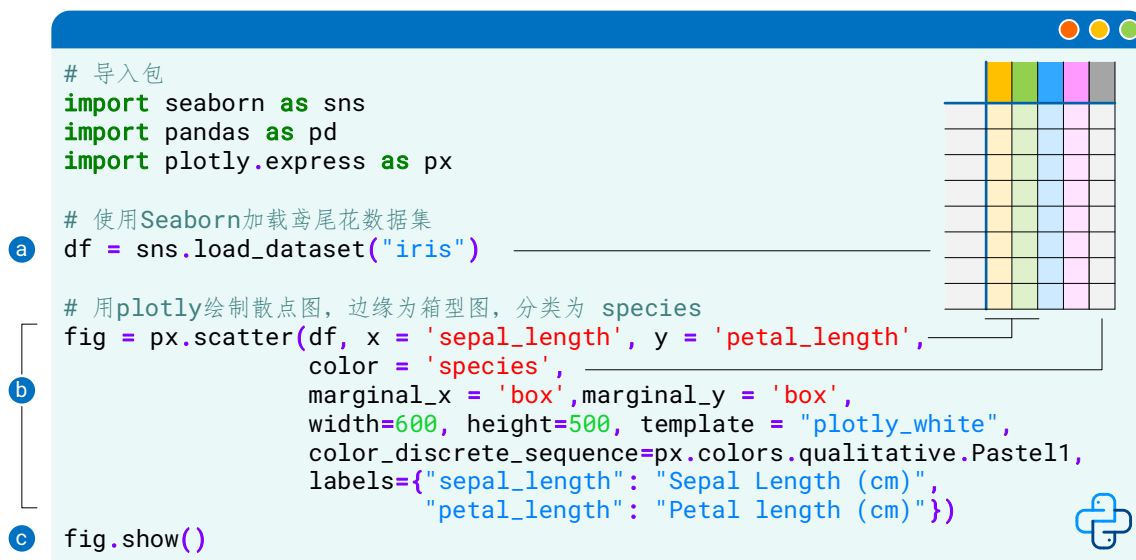 # 导入包
import seaborn as sns
import pandas as pd
import plotly.express as px
# 使用Seaborn加载鸢尾花数据集
a df = sns.load_dataset("iris")
# 用plotly绘制散点图，边缘为箱型图，分类为 species
fig = px.scatter(df, x = 'sepal_length', y = 'petal_length',
color = 'species',
b marginal_x = 'box',marginal_y = 'box',
width=600, height=500, template = "plotly_white",
color_discrete_sequence=px.colors.qualitative.Pastel1,
labels={"sepal_length": "Sepal Length (cm)",
"petal_length": "Petal length (cm)"})
c fig.show()